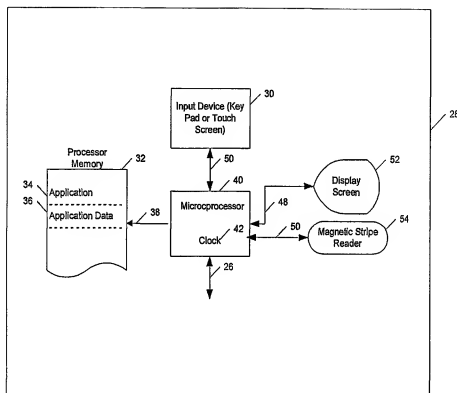 30
Input Device (Key
Pad or Touch
Screen)
28
Processor
Memory
32
50
52
34
Application
40
Display
Screen
36
Application Data
38
Microcprocessor
48
54
Clock
42
50
Magnetic Stripe
Reader
26